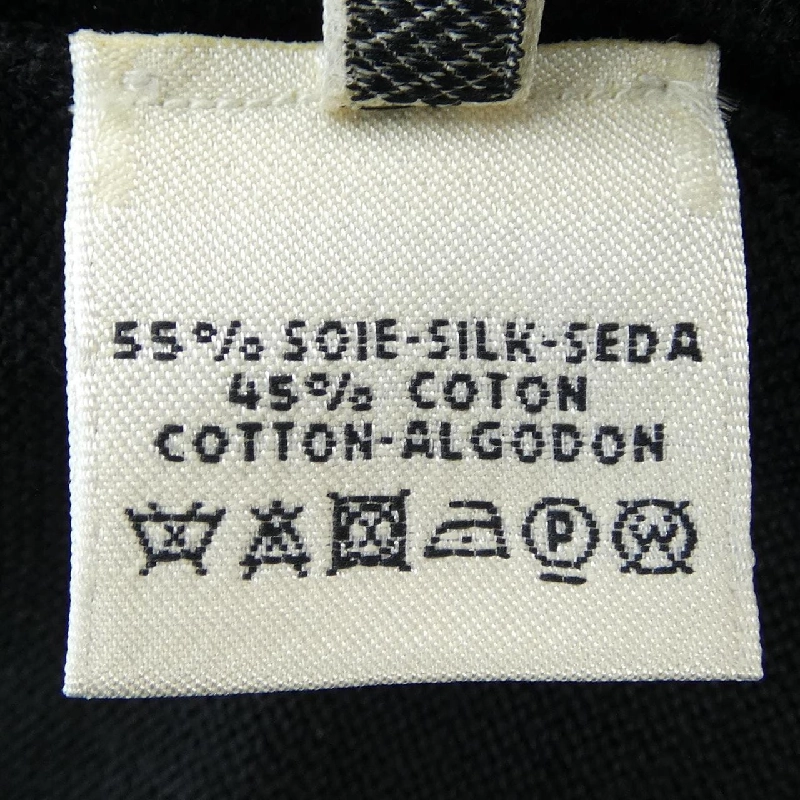 55% SOIE-SILK-SEDA
45% COTON
COTTON-ALGODON
P W